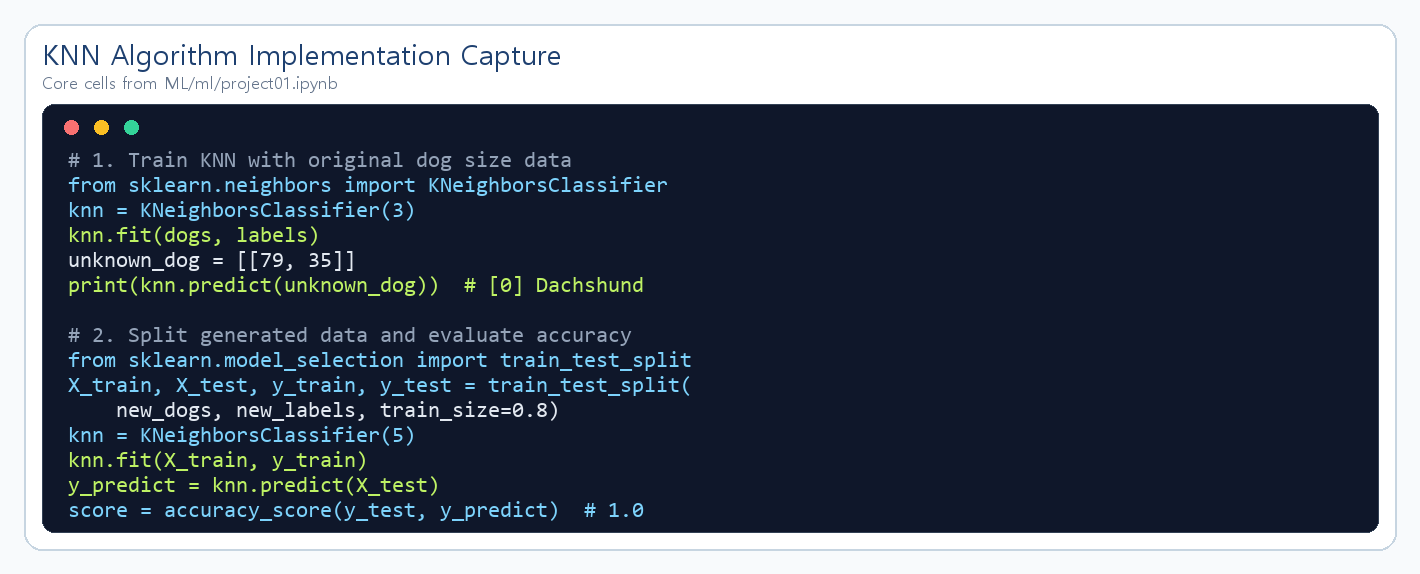 KNN Algorithm Implementation Capture
Core cells from ML/ml/project01.ipynb
# 1. Train KNN with original dog size data
from sklearn.neighbors import KNeighborsClassifier
knn = KNeighborsClassifier(3)
knn.fit(dogs, labels)
unknown_dog = [[79, 35]]
print(knn.predict(unknown_dog))  # [0] Dachshund
# 2. Split generated data and evaluate accuracy
from sklearn.model_selection import train_test_split
X_train, X_test, y_train, y_test = train_test_split(
    new_dogs, new_labels, train_size=0.8)
knn = KNeighborsClassifier(5)
knn.fit(X_train, y_train)
y_predict = knn.predict(X_test)
score = accuracy_score(y_test, y_predict)  # 1.0